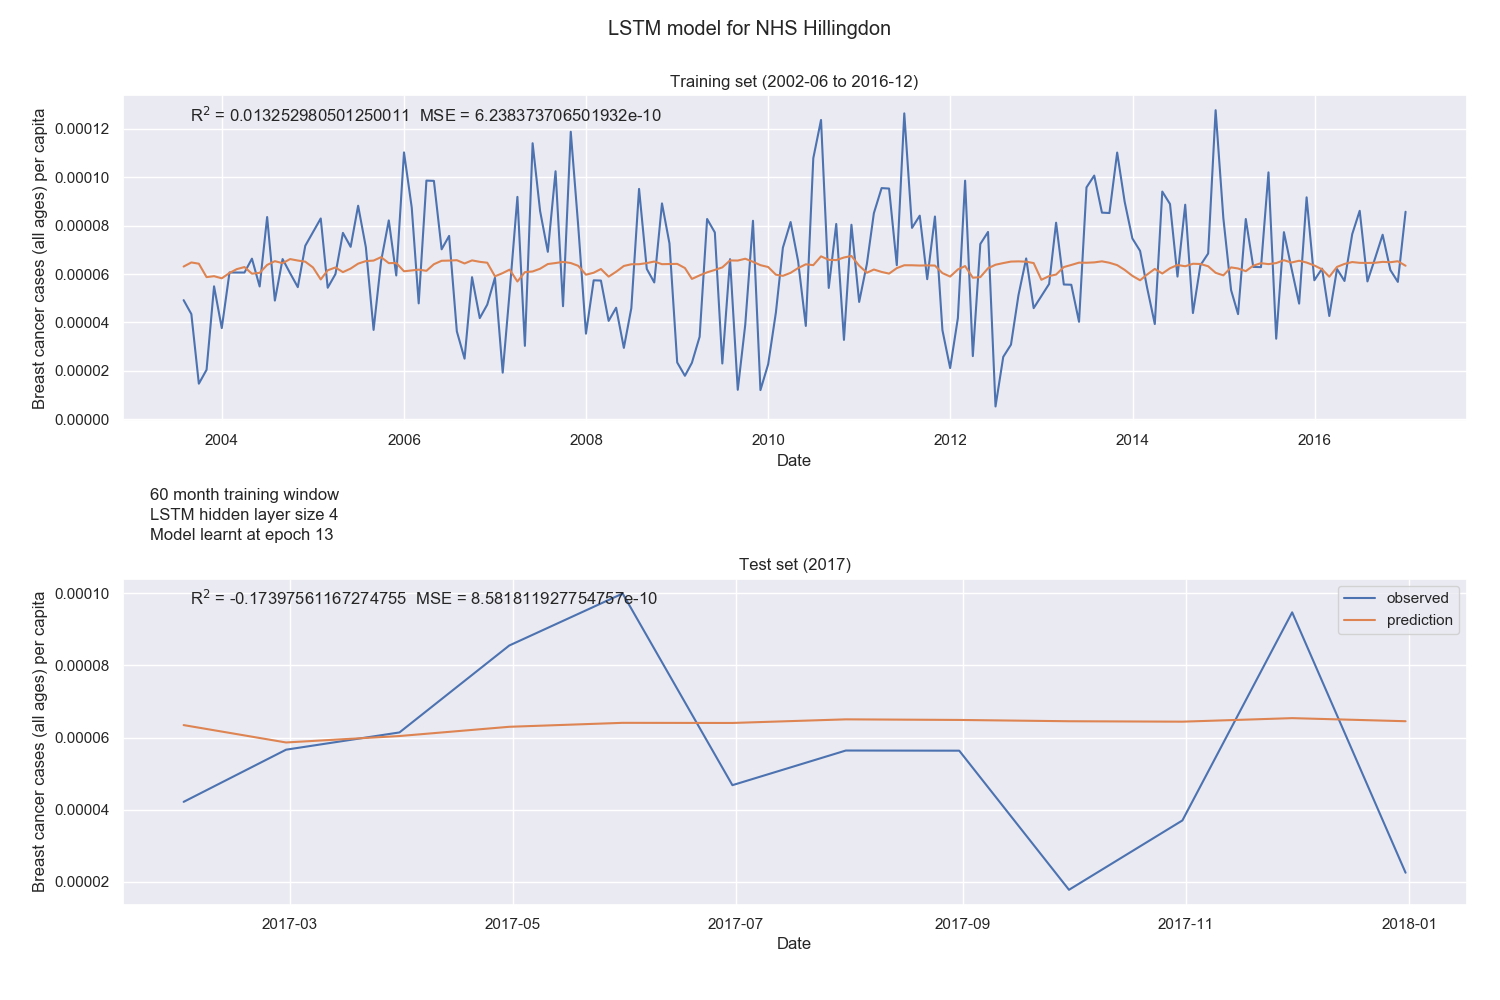 LSTM model for NHS Hillingdon
Training set (2002-06 to 2016-12)
R² = 0.013252980501250011 MSE = 6.238373706501932e-10
Breast cancer cases (all ages) per capita
0.00012
0.00010
0.00008
0.00006
0.00004
0.00002
0.00000
2004 2006 2008 2010 2012 2014 2016
Date
60 month training window
LSTM hidden layer size 4
Model learnt at epoch 13
Test set (2017)
R² = -0.17397561167274755 MSE = 8.581811927754757e-10
observed
prediction
Breast cancer cases (all ages) per capita
0.00010
0.00008
0.00006
0.00004
0.00002
2017-03 2017-05 2017-07 2017-09 2017-11 2018-01
Date